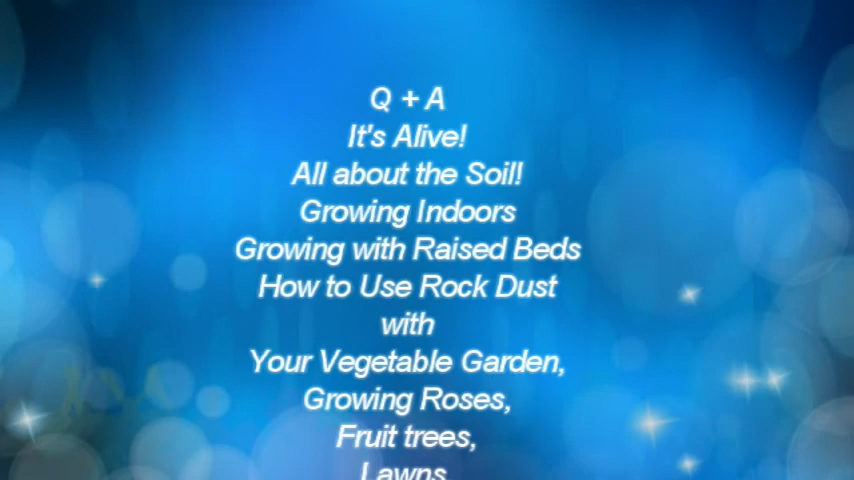 Q + A
It's Alive!
All about the Soil!
Growing Indoors
Growing with Raised Beds
How to Use Rock Dust
with
Your Vegetable Garden,
Growing Roses,
Fruit trees,
Lawns